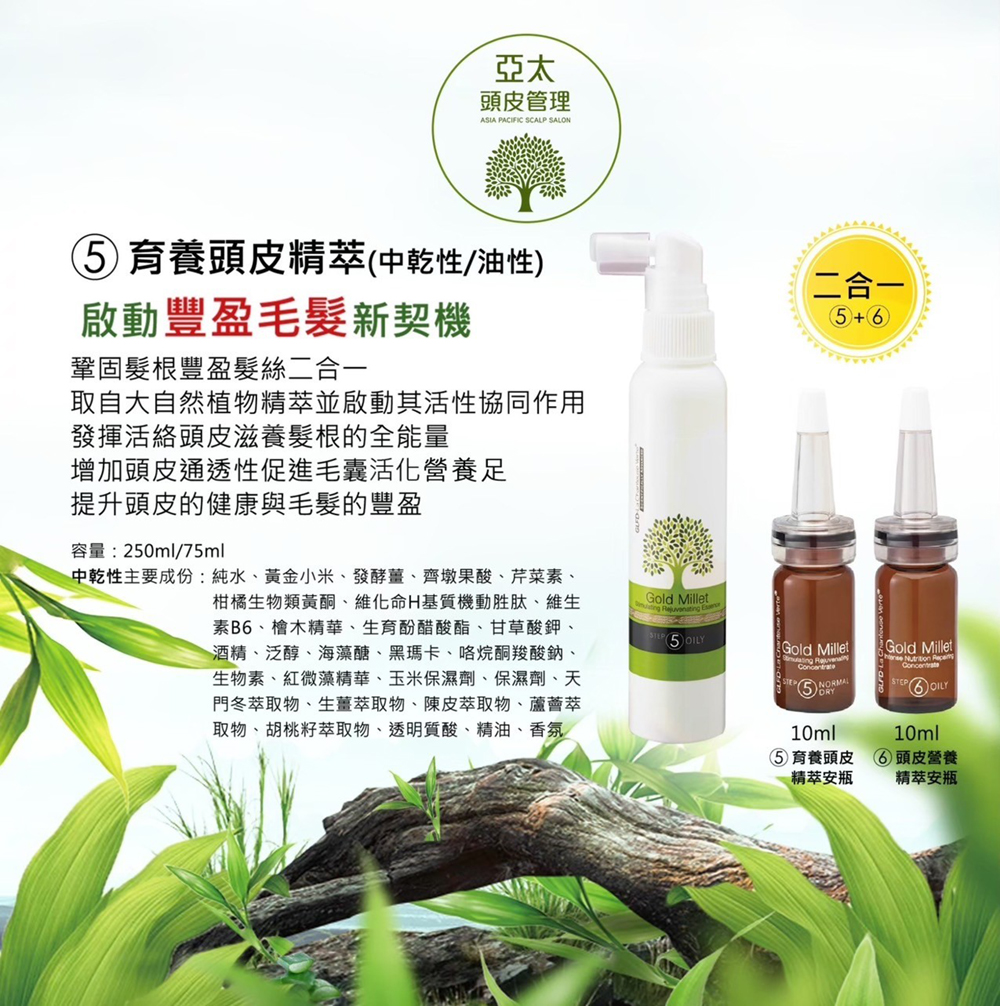 亞太
頭皮管理
ASIA PACIFIC SCALP SALON
⑤ 育養頭皮精萃(中乾性/油性)
啟動豐盈毛髮新契機
鞏固髮根豐盈髮絲二合一
取自大自然植物精萃並啟動其活性協同作用
發揮活絡頭皮滋養髮根的全能量
增加頭皮通透性促進毛囊活化營養足
提升頭皮的健康與毛髮的豐盈
容量：250ml/75ml
中乾性主要成份：純水、黃金小米、發酵薑、齊墩果酸、芹菜素、
柑橘生物類黃酮、維化命H基質機動胜肽、維生
素B6、檜木精華、生育酚醋酸酯、甘草酸鉀、
酒精、泛醇、海藻醣、黑瑪卡、咯烷酮羧酸鈉、
生物素、紅微藻精華、玉米保濕劑、保濕劑、天
門冬萃取物、生薑萃取物、陳皮萃取物、蘆薈萃
取物、胡桃籽萃取物、透明質酸、精油、香氛
二合一
⑤+⑥
Gold Millet
Stimulating Rejuvenating Essence
STEP ⑤ OILY
GLFD La Chanteuse Verte®
Gold Millet
Stimulating Rejuvenating
Concentrate
STEP ⑤ NORMAL
DRY
GLFD La Chanteuse Verte®
Gold Millet
Intense Nutrition Repairing
Concentrate
STEP ⑥ OILY
10ml
⑤ 育養頭皮
精萃安瓶
10ml
⑥ 頭皮營養
精萃安瓶